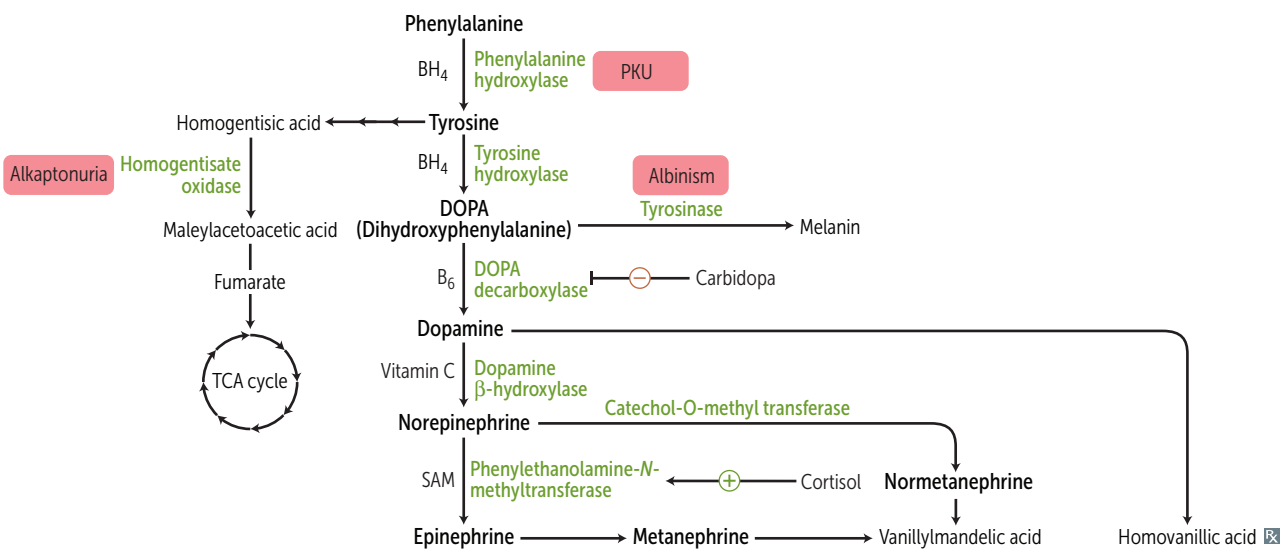 Phenylalanine
BH4
Phenylalanine
hydroxylase
PKU
Homogentisic acid
Tyrosine
Alkaptonuria
Homogentisate
oxidase
BH4
Tyrosine
hydroxylase
Albinism
Tyrosinase
Maleylacetoacetic acid
DOPA
(Dihydroxyphenylalanine)
Melanin
Fumarate
B6
DOPA
decarboxylase
−
Carbidopa
Dopamine
TCA cycle
Vitamin C
Dopamine
β-hydroxylase
Catechol-O-methyl transferase
Norepinephrine
SAM
Phenylethanolamine-N-
methyltransferase
+
Cortisol
Normetanephrine
Epinephrine
Metanephrine
Vanillylmandelic acid
Homovanillic acid ℞